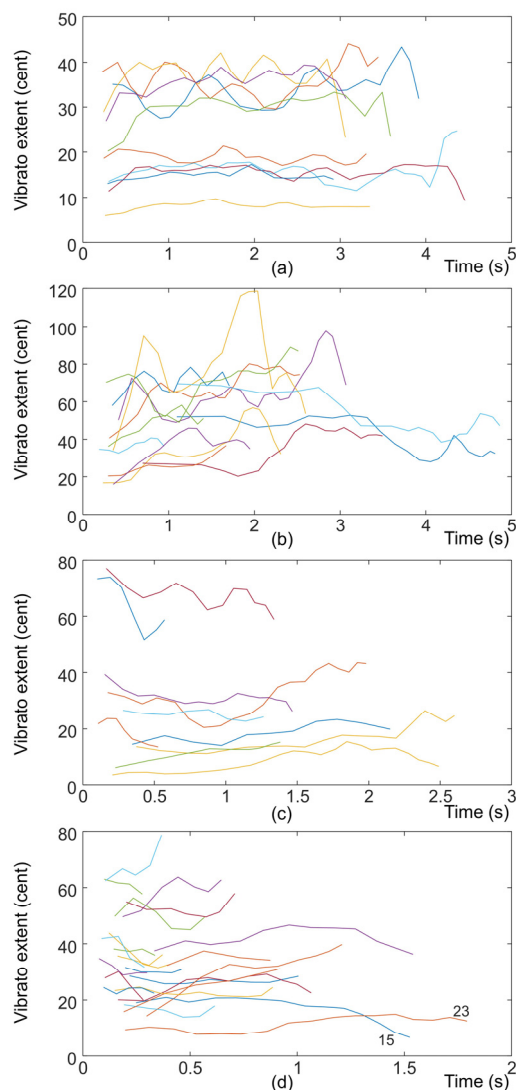 50
40
30
20
10
0
Vibrato extent (cent)
0 1 2 3 4 5
(a)
Time (s)
120
100
80
60
40
20
0
Vibrato extent (cent)
0 1 2 3 4 5
(b)
Time (s)
80
60
40
20
0
Vibrato extent (cent)
0 0.5 1 1.5 2 2.5 3
(c)
Time (s)
80
60
40
20
0
Vibrato extent (cent)
23
15
0 0.5 1 1.5 2
(d)
Time (s)